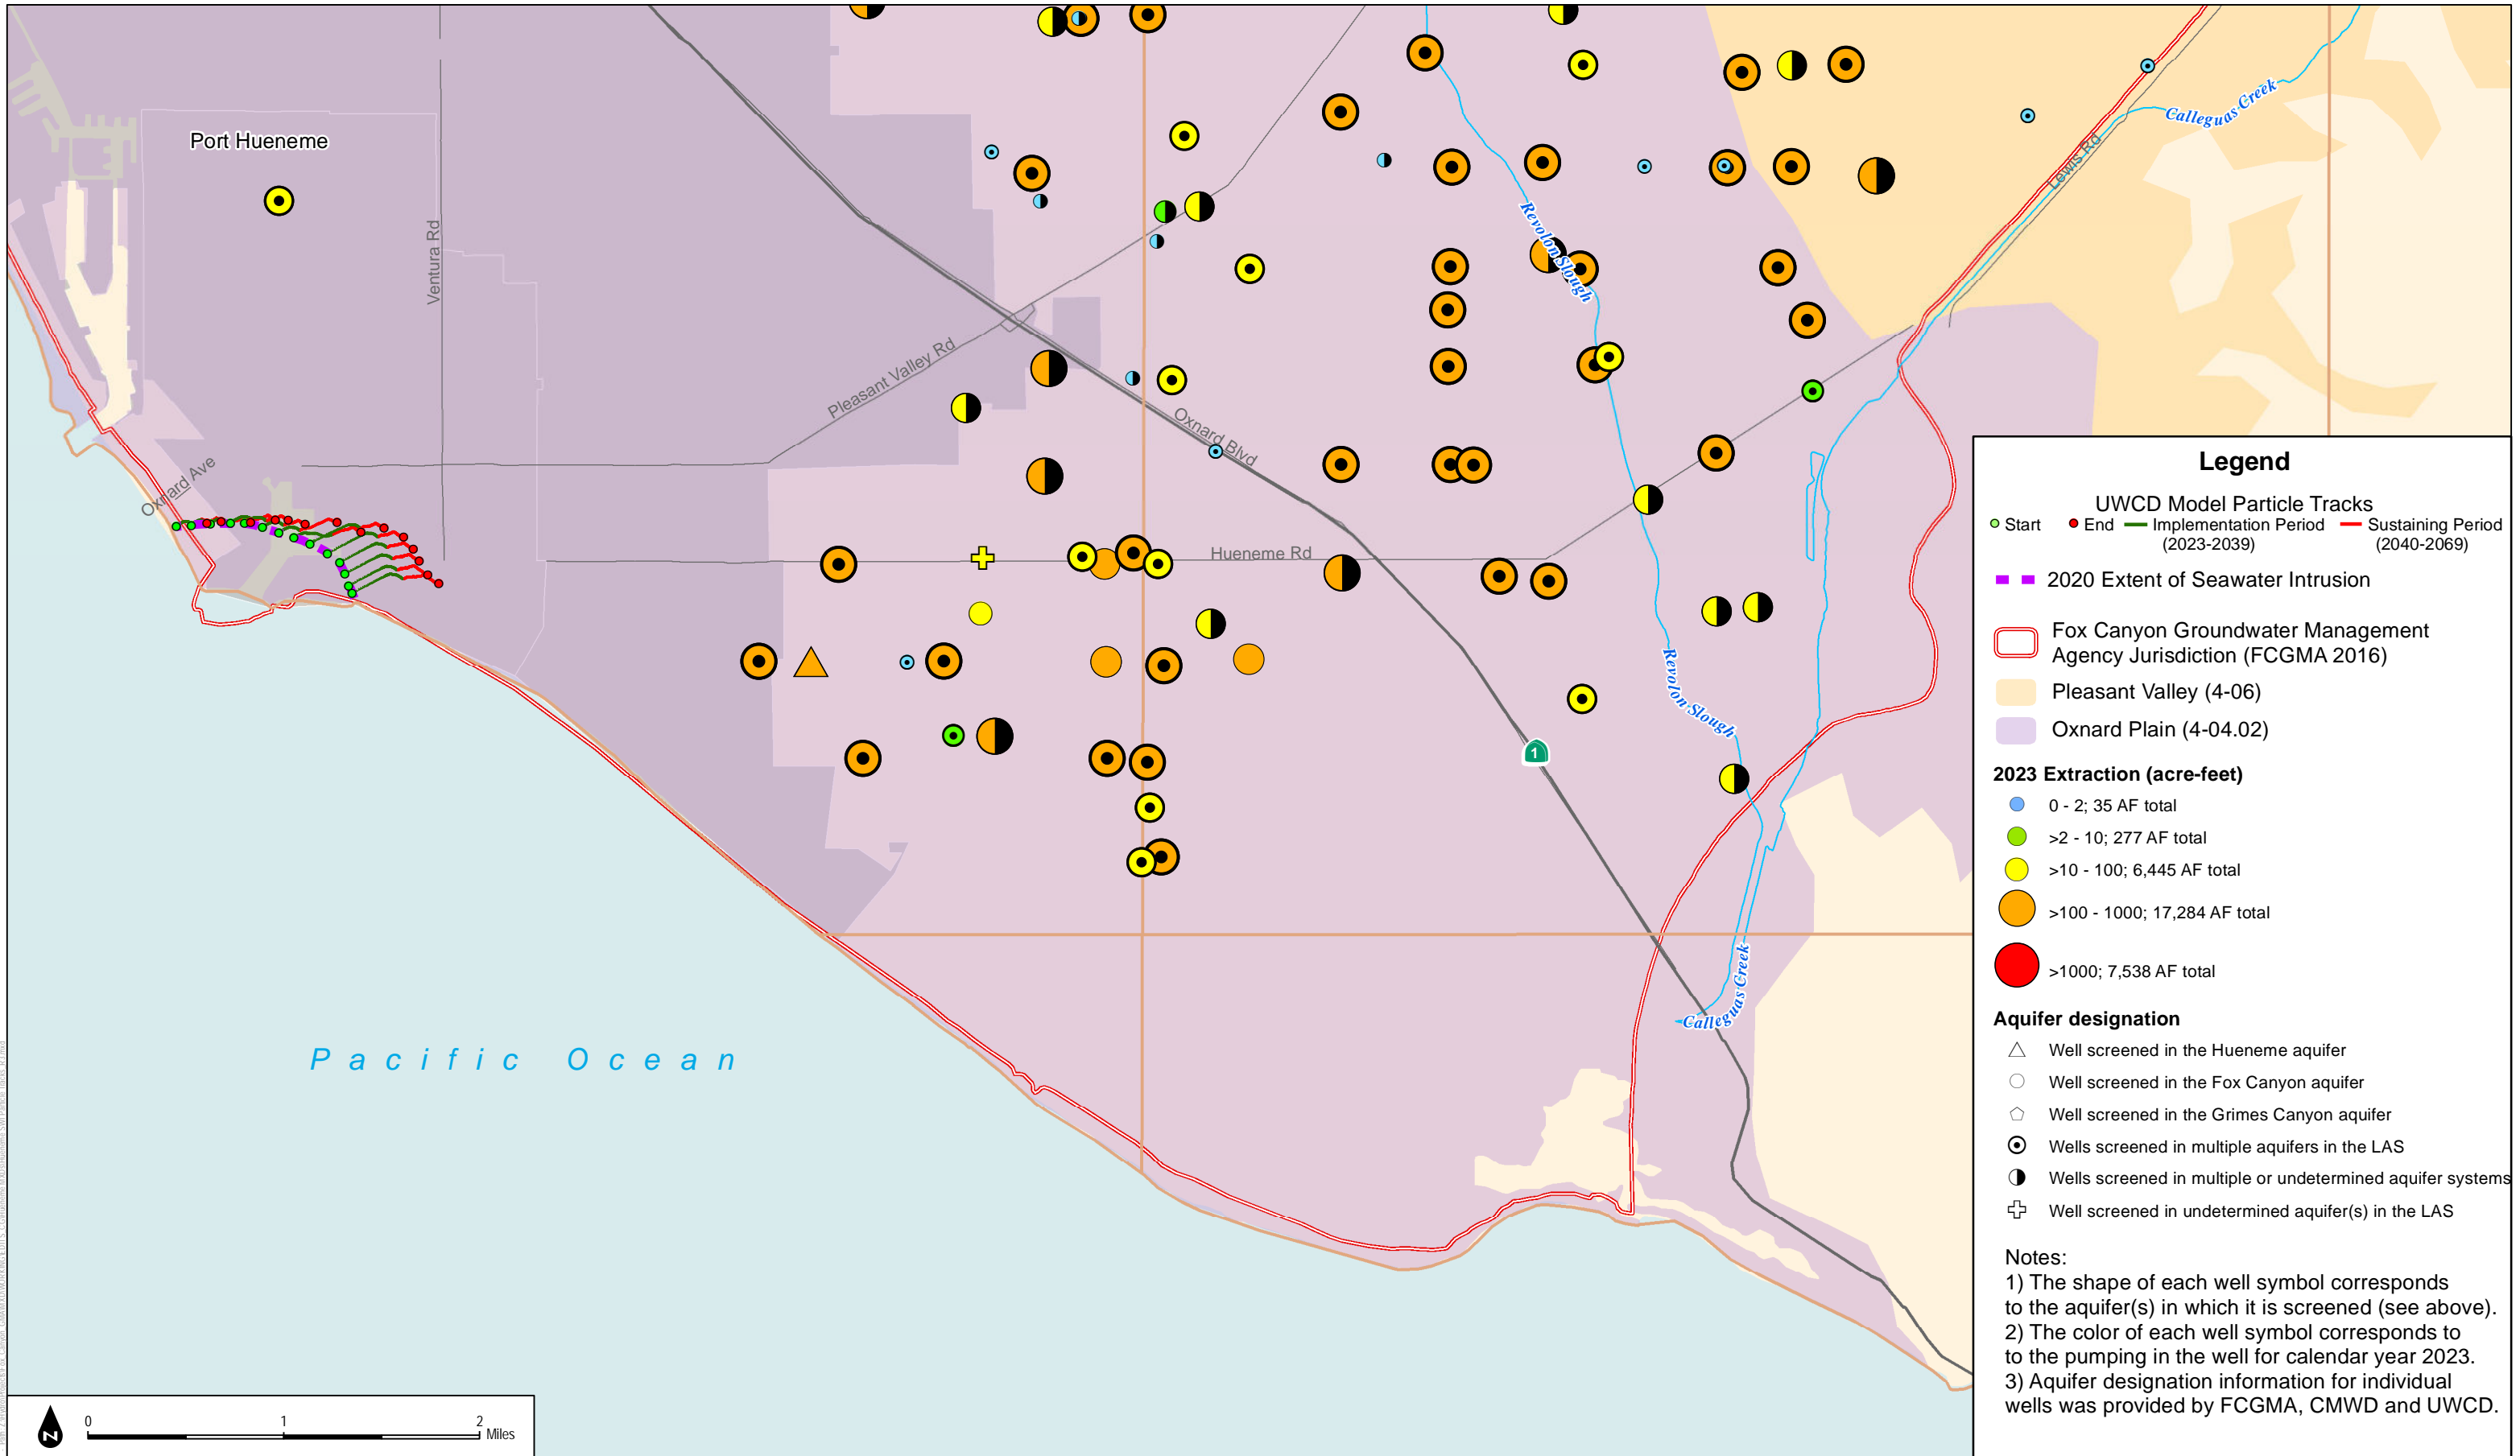 Port Hueneme
Ventura Rd
Pleasant Valley Rd
Oxnard Blvd
Oxnard Ave
Hueneme Rd
Lewis Rd
Calleguas Creek
Revolon Slough
Revolon Slough
1
Calleguas Creek
Pacific Ocean
N
0 1 2
Miles
Legend
UWCD Model Particle Tracks
Start End Implementation Period Sustaining Period
(2023-2039) (2040-2069)
2020 Extent of Seawater Intrusion
Fox Canyon Groundwater Management
Agency Jurisdiction (FCGMA 2016)
Pleasant Valley (4-06)
Oxnard Plain (4-04.02)
2023 Extraction (acre-feet)
0 - 2; 35 AF total
>2 - 10; 277 AF total
>10 - 100; 6,445 AF total
>100 - 1000; 17,284 AF total
>1000; 7,538 AF total
Aquifer designation
Well screened in the Hueneme aquifer
Well screened in the Fox Canyon aquifer
Well screened in the Grimes Canyon aquifer
Wells screened in multiple aquifers in the LAS
Wells screened in multiple or undetermined aquifer systems
Well screened in undetermined aquifer(s) in the LAS
Notes:
1) The shape of each well symbol corresponds
to the aquifer(s) in which it is screened (see above).
2) The color of each well symbol corresponds to
to the pumping in the well for calendar year 2023.
3) Aquifer designation information for individual
wells was provided by FCGMA, CMWD and UWCD.